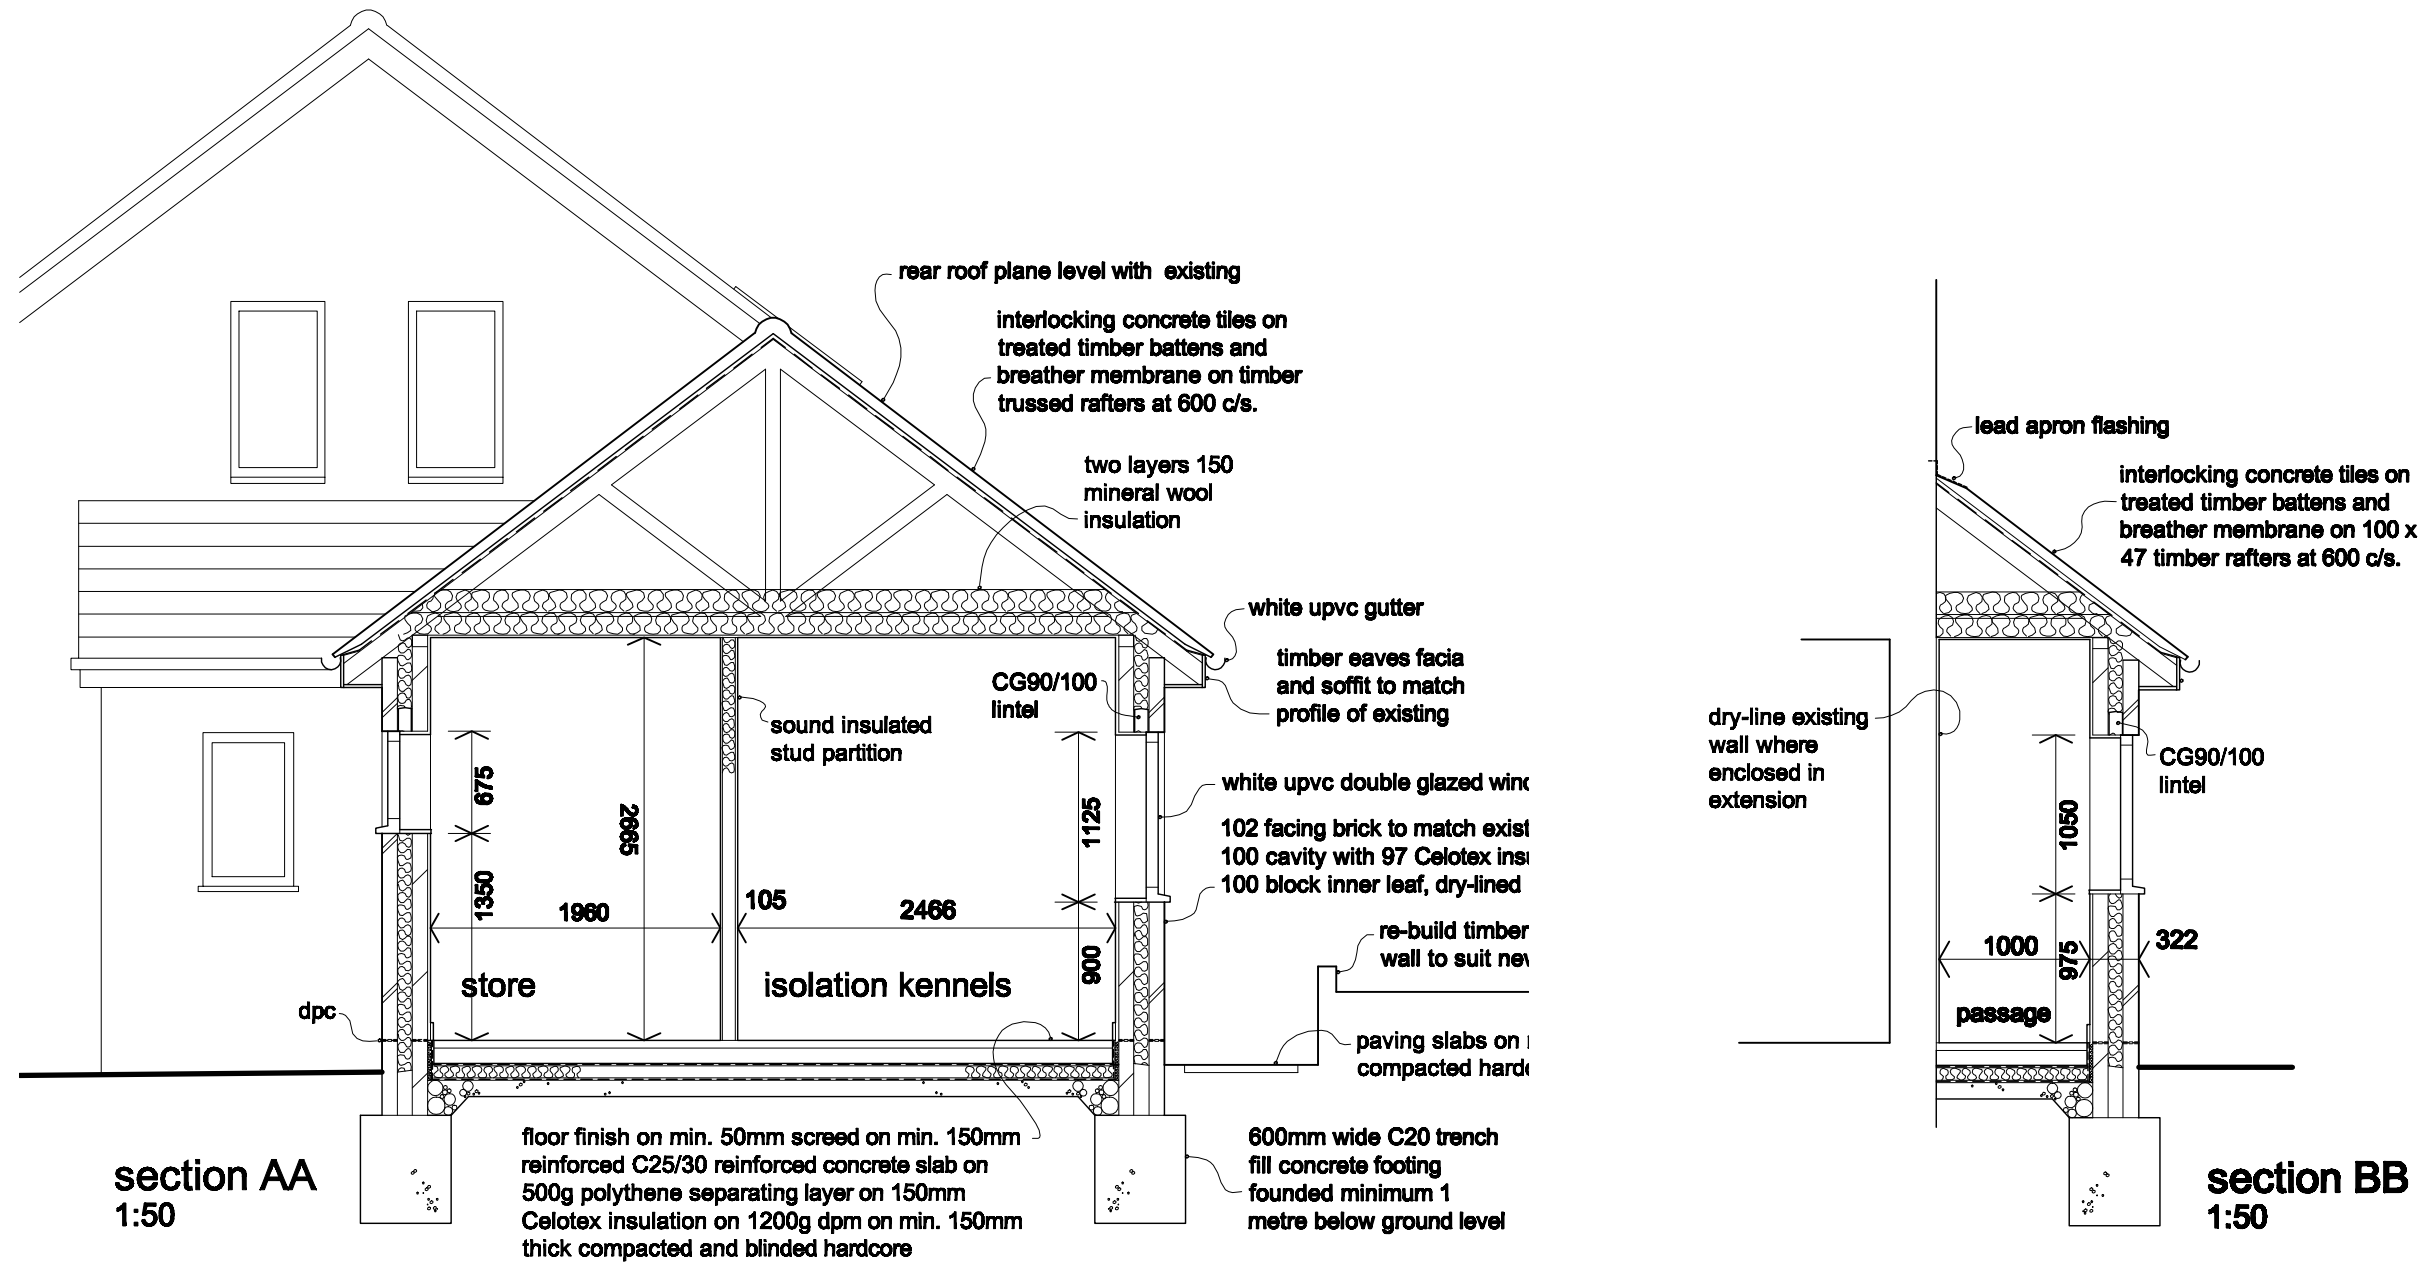 rear roof plane level with existing
interlocking concrete tiles on
treated timber battens and
breather membrane on timber
trussed rafters at 600 c/s.
two layers 150
mineral wool
insulation
white upvc gutter
timber eaves facia
and soffit to match
profile of existing
CG90/100
lintel
sound insulated
stud partition
white upvc double glazed
102 facing brick to match
100 cavity with 97 Celotex
100 block inner leaf, dry-lined
675
1350
2665
1125
900
1960
105
2466
store
isolation kennels
dpc
re-build timber
wall to suit
paving slabs on
compacted
floor finish on min. 50mm screed on min. 150mm
reinforced C25/30 reinforced concrete slab on
500g polythene separating layer on 150mm
Celotex insulation on 1200g dpm on min. 150mm
thick compacted and blinded hardcore
600mm wide C20 trench
fill concrete footing
founded minimum 1
metre below ground level
section AA
1:50
lead apron flashing
interlocking concrete tiles on
treated timber battens and
breather membrane on 100 x
47 timber rafters at 600 c/s.
dry-line existing
wall where
enclosed in
extension
CG90/100
lintel
1050
975
1000
322
passage
section BB
1:50